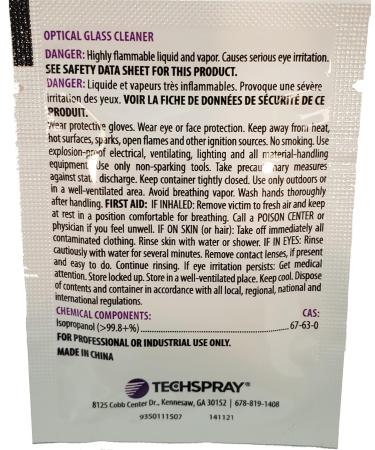 OPTICAL GLASS CLEANER
DANGER: Highly flammable liquid and vapor. Causes serious eye irritation.
SEE SAFETY DATA SHEET FOR THIS PRODUCT.
DANGER: Liquide et vapeurs très inflammables. Provoque une sévère
irritation des yeux. VOIR LA FICHE DE DONNÉES DE SÉCURITÉ DE CE
PRODUIT.
Wear protective gloves. Wear eye or face protection. Keep away from heat,
hot surfaces, sparks, open flames and other ignition sources. No smoking. Use
explosion-proof electrical, ventilating, lighting and all material-handling
equipment. Use only non-sparking tools. Take precautionary measures
against static discharge. Keep container tightly closed. Use only outdoors or
in a well-ventilated area. Avoid breathing vapor. Wash hands thoroughly
after handling. FIRST AID: IF INHALED: Remove victim to fresh air and keep
at rest in a position comfortable for breathing. Call a POISON CENTER or
physician if you feel unwell. IF ON SKIN (or hair): Take off immediately all
contaminated clothing. Rinse skin with water or shower. IF IN EYES: Rinse
cautiously with water for several minutes. Remove contact lenses, if present
and easy to do. Continue rinsing. If eye irritation persists: Get medical
attention. Store locked up. Store in a well-ventilated place. Keep cool. Dispose
of contents and container in accordance with all local, regional, national and
international regulations.
CHEMICAL COMPONENTS: CAS:
Isopropanol (>99.8+%) 67-63-0
FOR PROFESSIONAL OR INDUSTRIAL USE ONLY.
MADE IN CHINA
TECHSPRAY®
8125 Cobb Center Dr., Kennesaw, GA 30152 | 678-819-1408
9350111507 141121